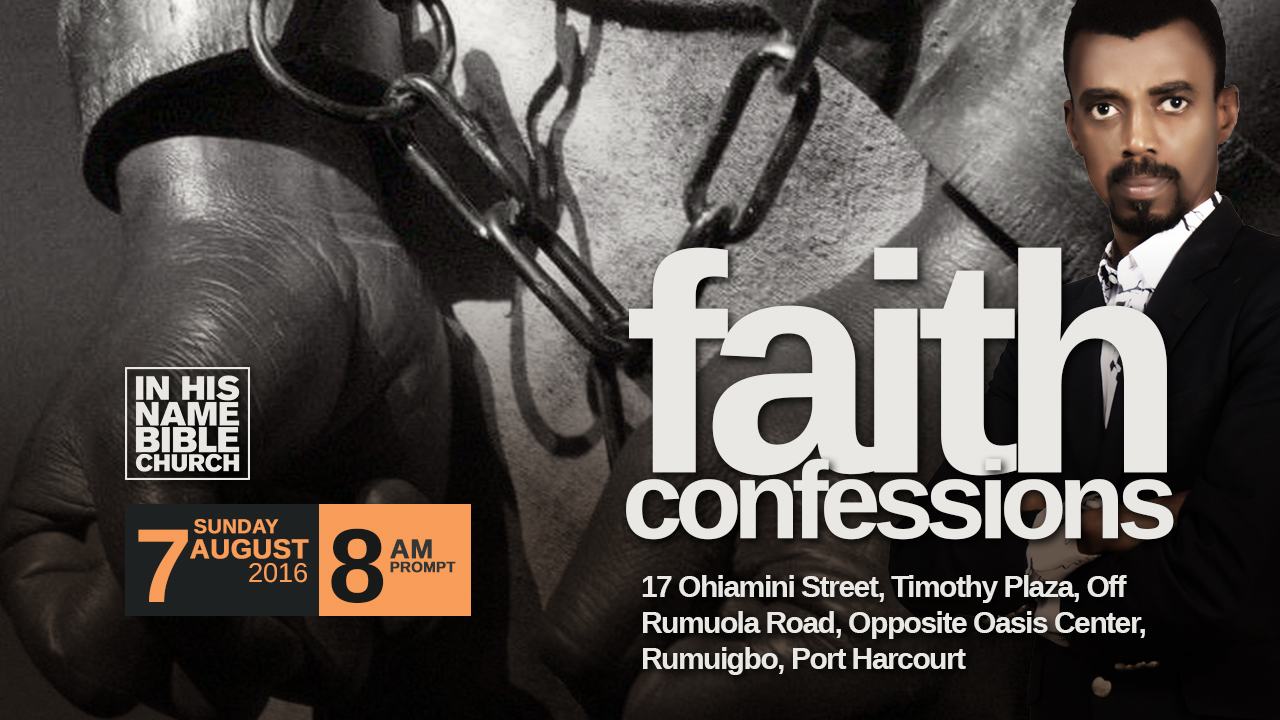 faith
confessions
IN HIS
NAME
BIBLE
CHURCH
7 SUNDAY
AUGUST
2016
8 AM
PROMPT
17 Ohiamini Street, Timothy Plaza, Off
Rumuola Road, Opposite Oasis Center,
Rumuigbo, Port Harcourt